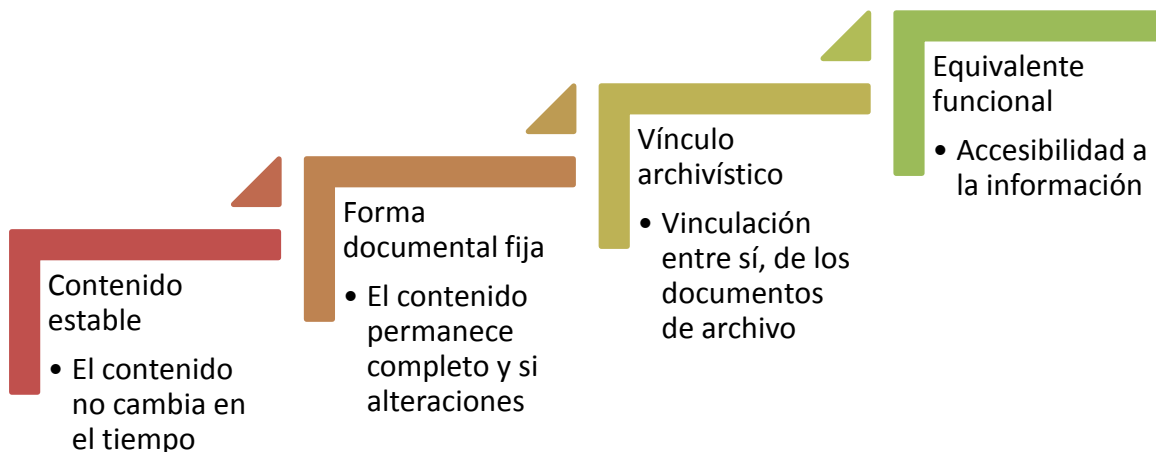 Contenido
estable
• El contenido
no cambia en
el tiempo
Forma
documental fija
• El contenido
permanece
completo y si
alteraciones
Vínculo
archivístico
• Vinculación
entre sí, de los
documentos
de archivo
Equivalente
funcional
• Accesibilidad a
la información